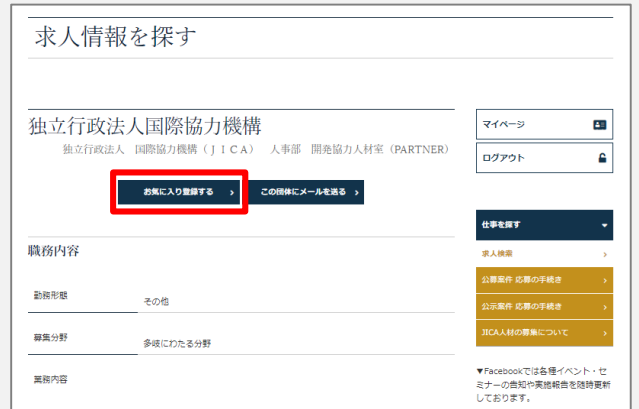 求人情報を探す
独立行政法人国際協力機構
独立行政法人　国際協力機構（ＪＩＣＡ）　人事部　開発協力人材室（PARTNER）
お気に入り登録する
この団体にメールを送る
職務内容
勤務形態
その他
募集分野
多岐にわたる分野
業務内容
マイページ
ログアウト
仕事を探す
求人検索
公募案件 応募の手続き
公示案件 応募の手続き
JICA人材の募集について
▼Facebookでは各種イベント・セ
ミナーの告知や実施報告を随時更新
しております。